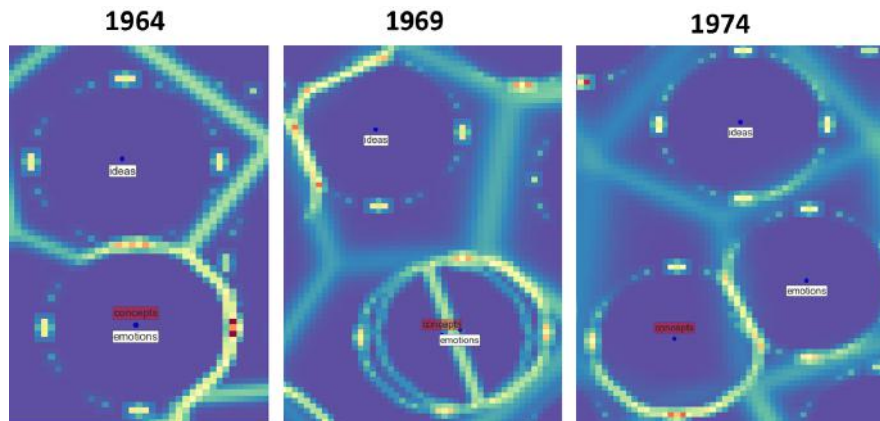 1964
1969
1974
ideas
concepts
emotions
ideas
concepts
emotions
ideas
emotions
concepts